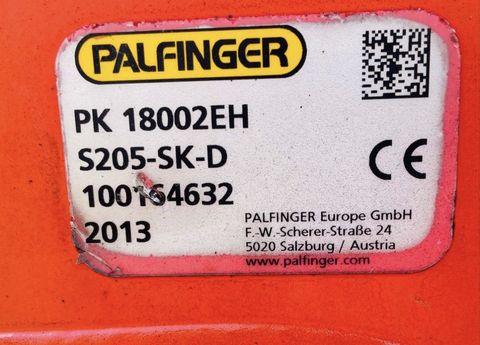 PALFINGER
PK 18002EH
S205-SK-D
100164632
2013
PALFINGER Europe GmbH
F.-W.-Scherer-Straße 24
5020 Salzburg / Austria
www.palfinger.com
CE